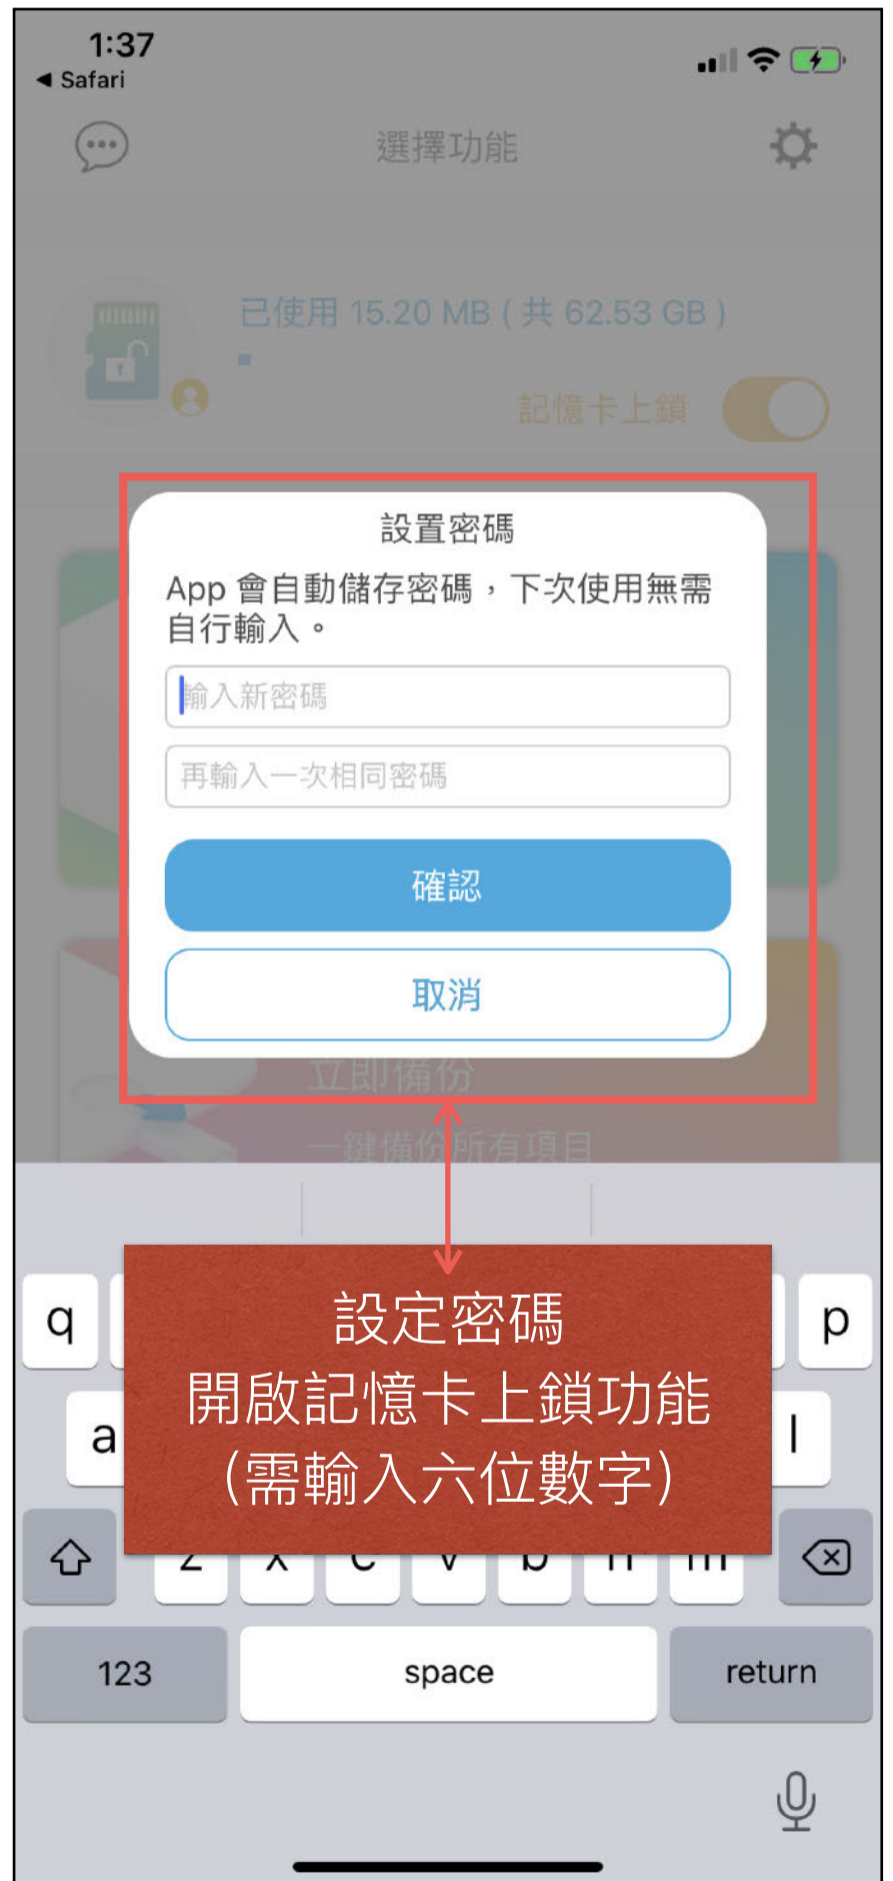 1:37
◀ Safari
選擇功能
已使用 15.20 MB ( 共 62.53 GB )
記憶卡上鎖
設置密碼
App 會自動儲存密碼，下次使用無需
自行輸入。
輸入新密碼
再輸入一次相同密碼
確認
取消
立即備份
一鍵備份所有項目
設定密碼
開啟記憶卡上鎖功能
（需輸入六位數字）
q p
a l
z x c v b n m
123 space return